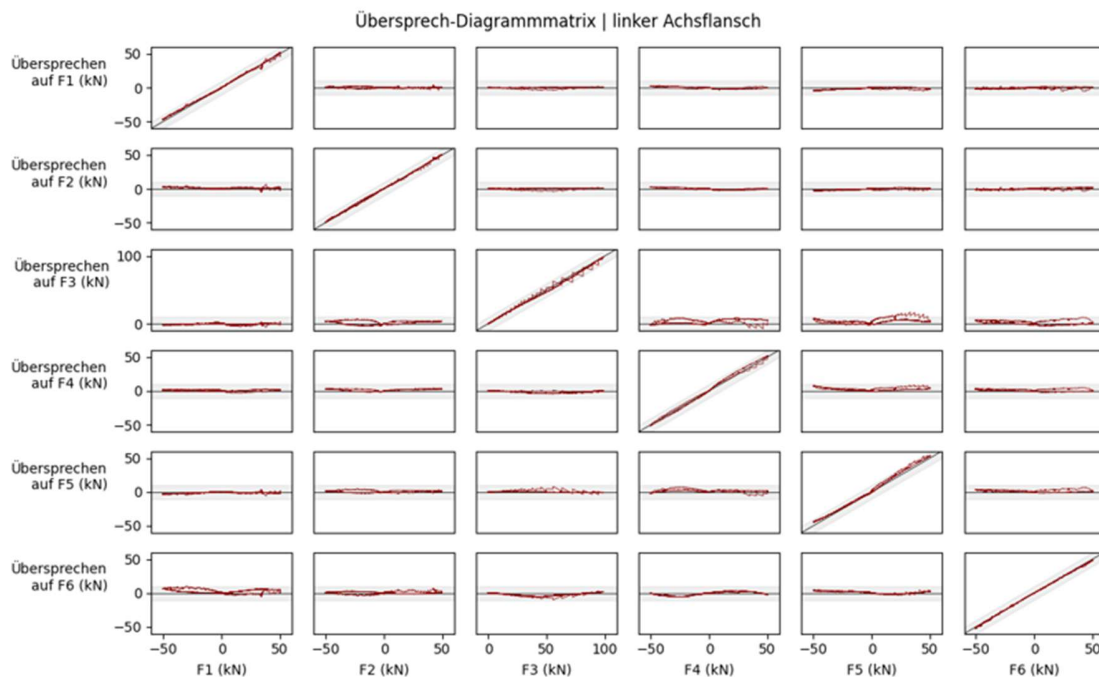 Übersprech-Diagrammmatrix | linker Achsflansch
Übersprechen
auf F1 (kN)
50
0
−50
Übersprechen
auf F2 (kN)
50
0
−50
Übersprechen
auf F3 (kN)
100
0
Übersprechen
auf F4 (kN)
50
0
−50
Übersprechen
auf F5 (kN)
50
0
−50
Übersprechen
auf F6 (kN)
50
0
−50
−50 0 50 −50 0 50 0 50 100 −50 0 50 −50 0 50 −50 0 50
F1 (kN) F2 (kN) F3 (kN) F4 (kN) F5 (kN) F6 (kN)